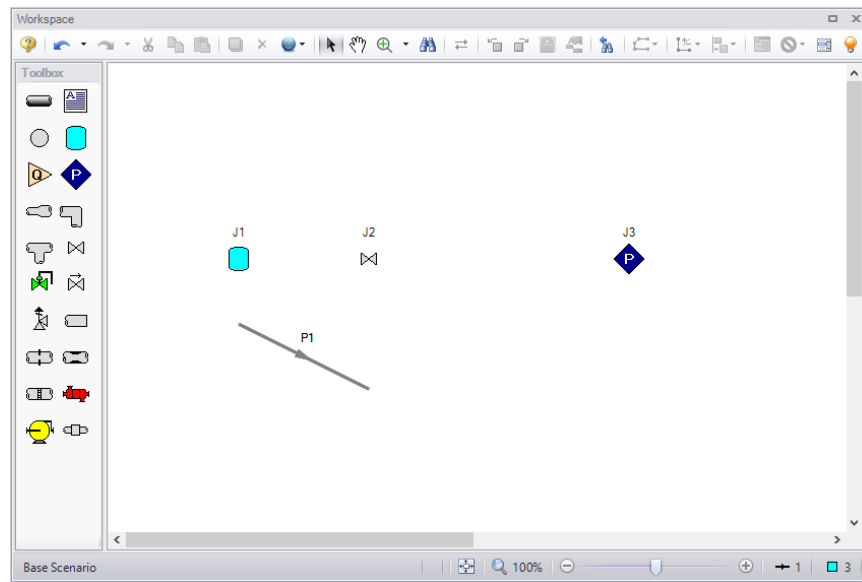 Workspace
Toolbox
A
Q P
J1 J2 J3
P
P1
Base Scenario 100% 1 3